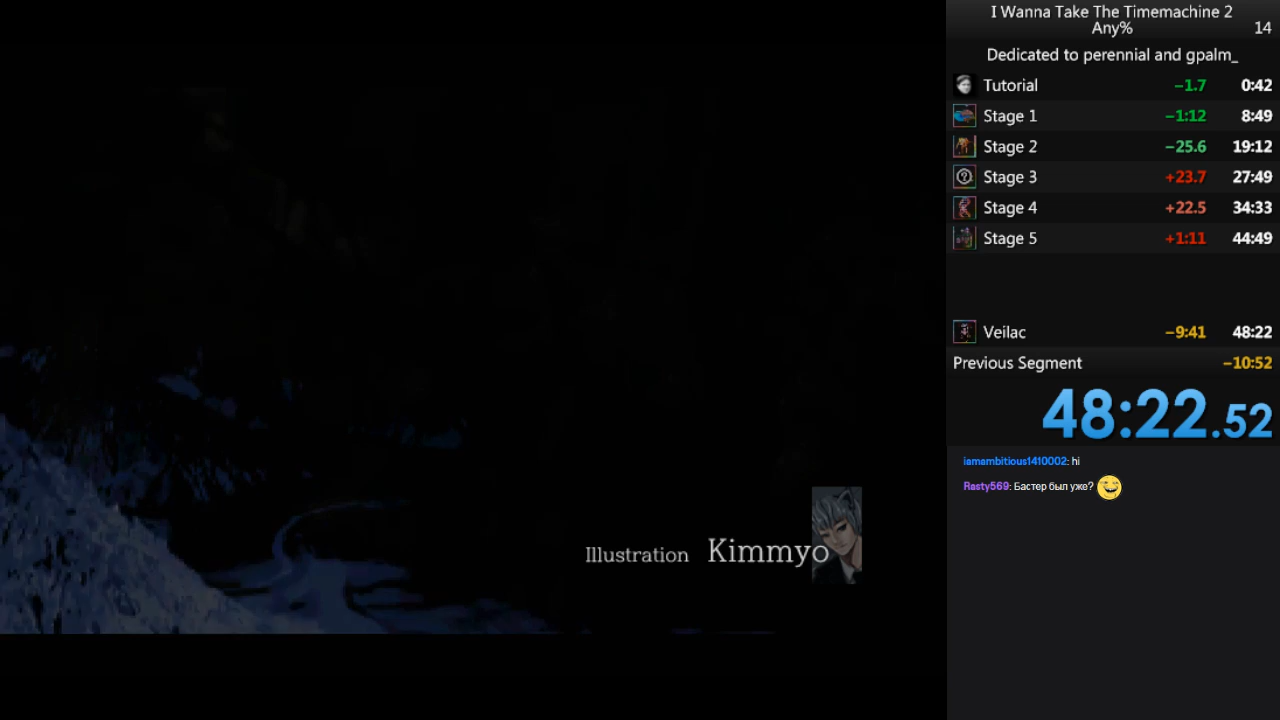 I Wanna Take The Timemachine 2
Any% 14
Dedicated to perennial and gpalm_
Tutorial −1.7 0:42
Stage 1 −1:12 8:49
Stage 2 −25.6 19:12
Stage 3 +23.7 27:49
Stage 4 +22.5 34:33
Stage 5 +1:11 44:49
Veilac −9:41 48:22
Previous Segment −10:52
48:22.52
iamambitious1410002: hi
Rasty569: Бастер был уже?
Illustration Kimmyo